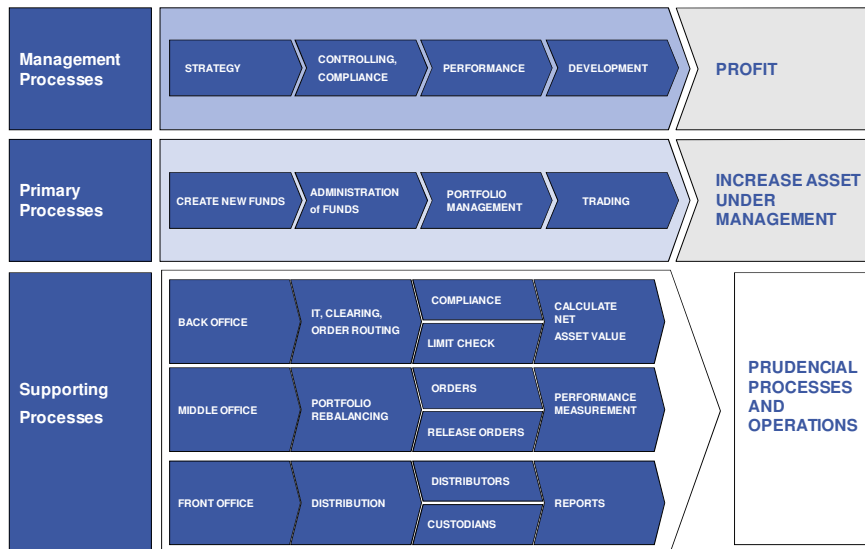 Management
Processes
STRATEGY
CONTROLLING,
COMPLIANCE
PERFORMANCE
DEVELOPMENT
PROFIT
Primary
Processes
CREATE NEW FUNDS
ADMINISTRATION
of FUNDS
PORTFOLIO
MANAGEMENT
TRADING
INCREASE ASSET
UNDER
MANAGEMENT
Supporting
Processes
BACK OFFICE
IT, CLEARING,
ORDER ROUTING
COMPLIANCE
LIMIT CHECK
CALCULATE
NET
ASSET VALUE
MIDDLE OFFICE
PORTFOLIO
REBALANCING
ORDERS
RELEASE ORDERS
PERFORMANCE
MEASUREMENT
FRONT OFFICE
DISTRIBUTION
DISTRIBUTORS
CUSTODIANS
REPORTS
PRUDENCIAL
PROCESSES
AND
OPERATIONS